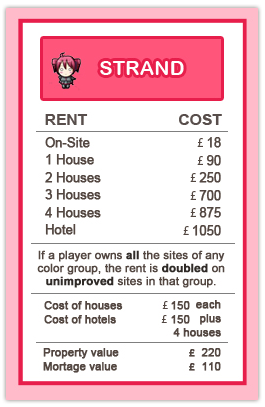 STRAND
RENT COST
On-Site £ 18
1 House £ 90
2 Houses £ 250
3 Houses £ 700
4 Houses £ 875
Hotel £ 1050
If a player owns all the sites of any
color group, the rent is doubled on
unimproved sites in that group.
Cost of houses £ 150 each
Cost of hotels £ 150 plus
4 houses
Property value £ 220
Mortage value £ 110